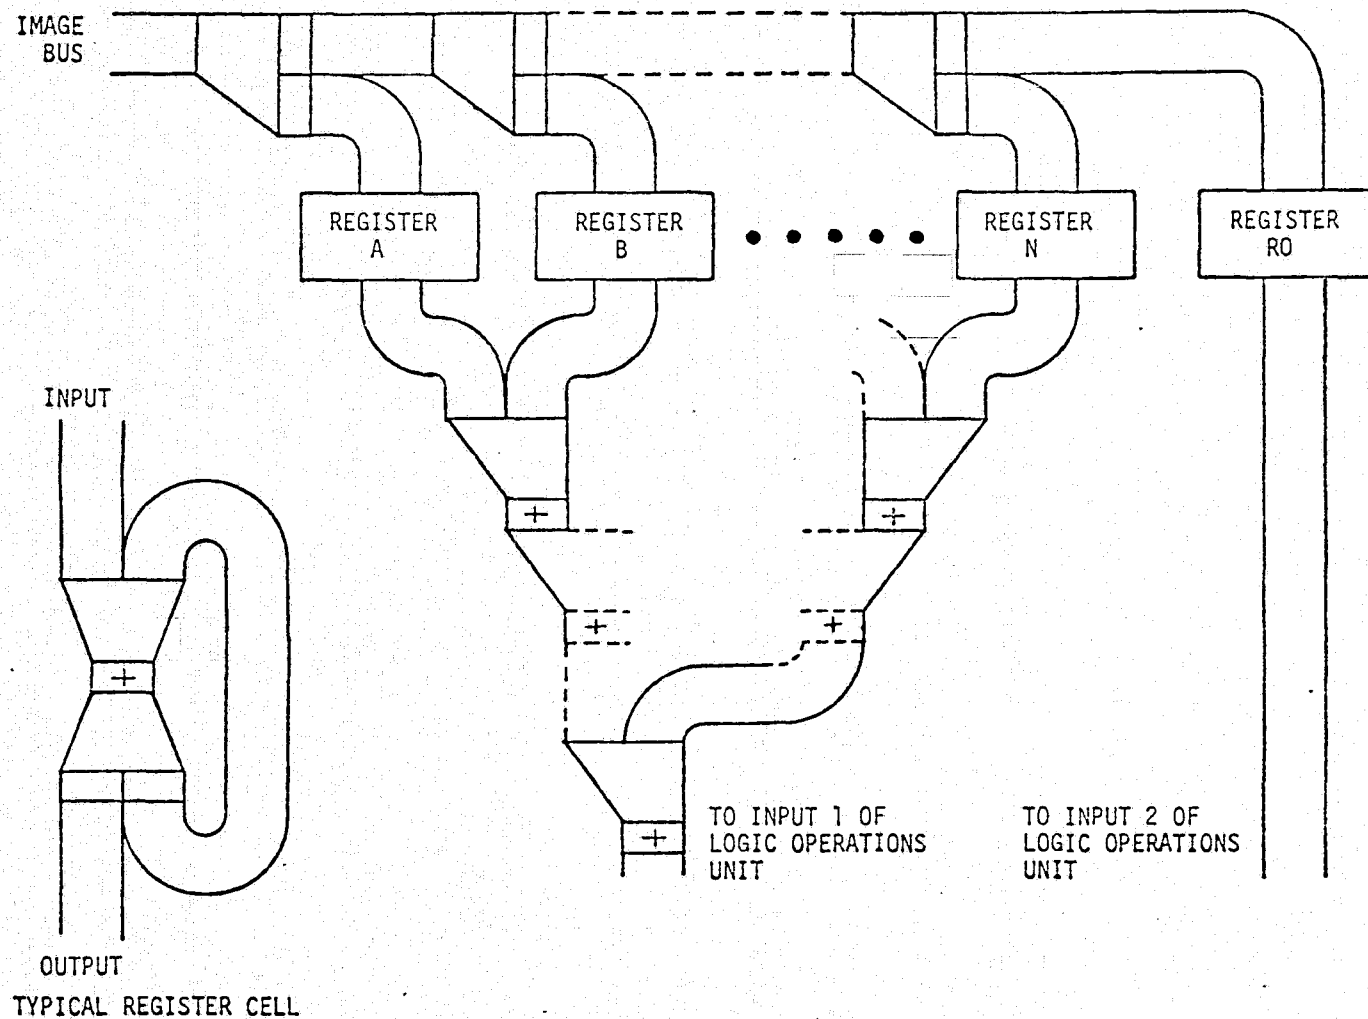 IMAGE
BUS
REGISTER
A
REGISTER
B
REGISTER
N
REGISTER
RO
INPUT
+
+
+
+
+
+
TO INPUT 1 OF
LOGIC OPERATIONS
UNIT
TO INPUT 2 OF
LOGIC OPERATIONS
UNIT
OUTPUT
TYPICAL REGISTER CELL